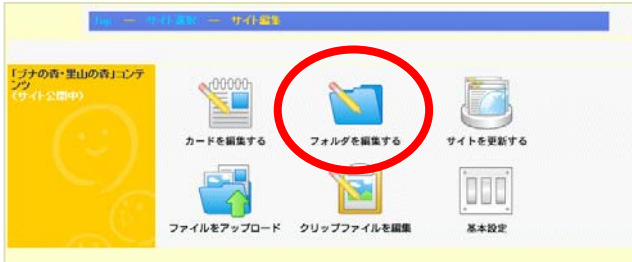 Top ー サイト選択 ー サイト編集
「ブナの森・里山の森」コンテ
ンツ
(サイト公開中)
カードを編集する
フォルダを編集する
サイトを更新する
ファイルをアップロード
クリップファイルを編集
基本設定